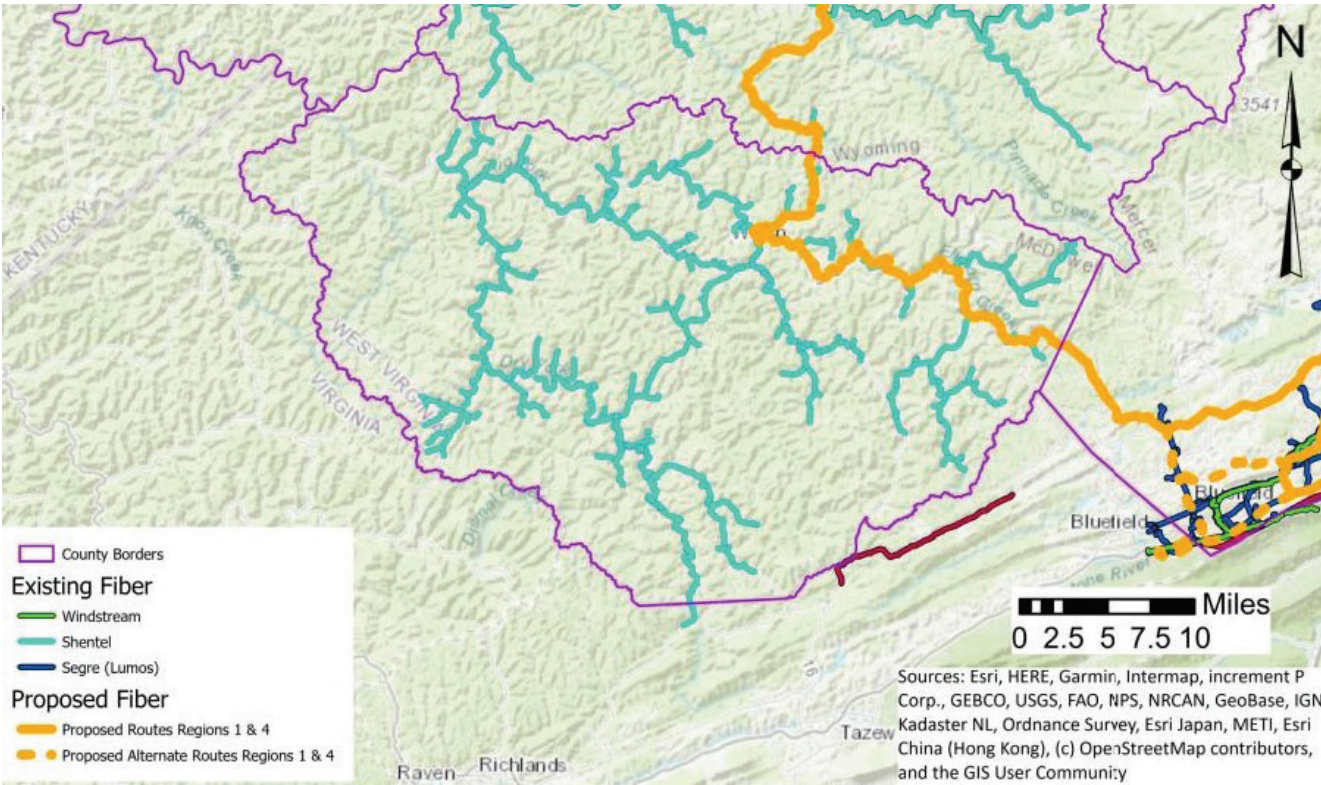 N
3541
Wyoming
Pinnacle Creek
Mercer
McDowell
KENTUCKY
Knox Creek
WEST VIRGINIA
VIRGINIA
Bluefield
Bluefield
16
Tazew
Raven
Richlands
County Borders
Existing Fiber
Windstream
Shentel
Segre (Lumos)
Proposed Fiber
Proposed Routes Regions 1 & 4
Proposed Alternate Routes Regions 1 & 4
Miles
0 2.5 5 7.5 10
Sources: Esri, HERE, Garmin, Intermap, increment P
Corp., GEBCO, USGS, FAO, NPS, NRCAN, GeoBase, IGN
Kadaster NL, Ordnance Survey, Esri Japan, METI, Esri
China (Hong Kong), (c) OpenStreetMap contributors,
and the GIS User Community